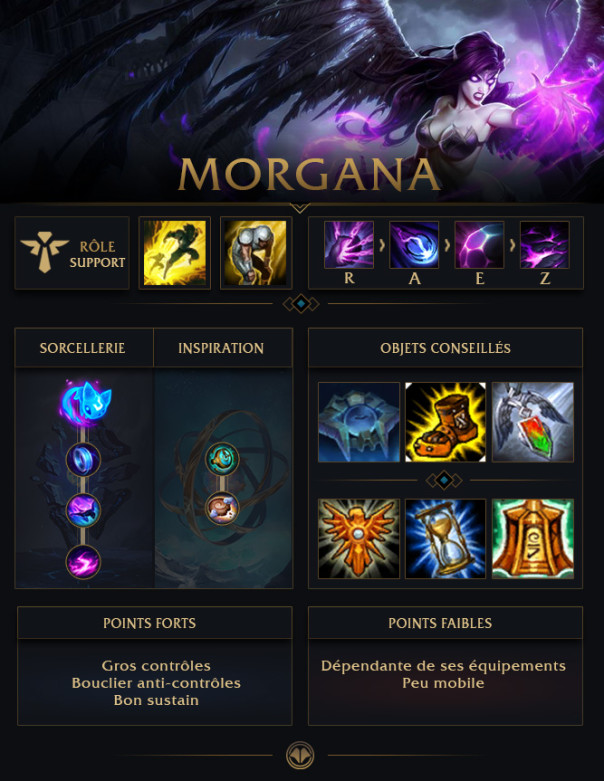 MORGANA
RÔLE
SUPPORT
R A E Z
SORCELLERIE
INSPIRATION
OBJETS CONSEILLÉS
POINTS FORTS
Gros contrôles
Bouclier anti-contrôles
Bon sustain
POINTS FAIBLES
Dépendante de ses équipements
Peu mobile